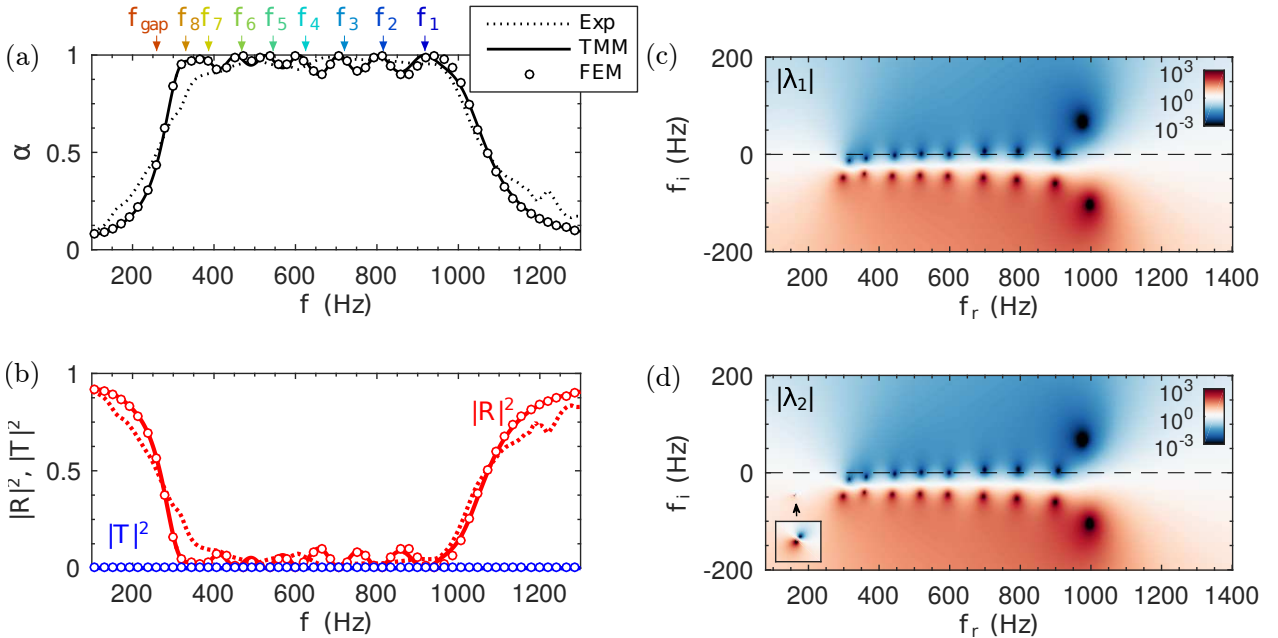 f_gap f_8 f_7 f_6 f_5 f_4 f_3 f_2 f_1
Exp
TMM
FEM
(a)
1
0.5
0
α
200 400 600 800 1000 1200
f (Hz)
(b)
1
0.5
0
|R|², |T|²
|R|²
|T|²
200 400 600 800 1000 1200
f (Hz)
(c)
|λ₁|
10³
10⁰
10⁻³
200
0
-200
f_i (Hz)
200 400 600 800 1000 1200 1400
f_r (Hz)
(d)
|λ₂|
10³
10⁰
10⁻³
200
0
-200
f_i (Hz)
200 400 600 800 1000 1200 1400
f_r (Hz)